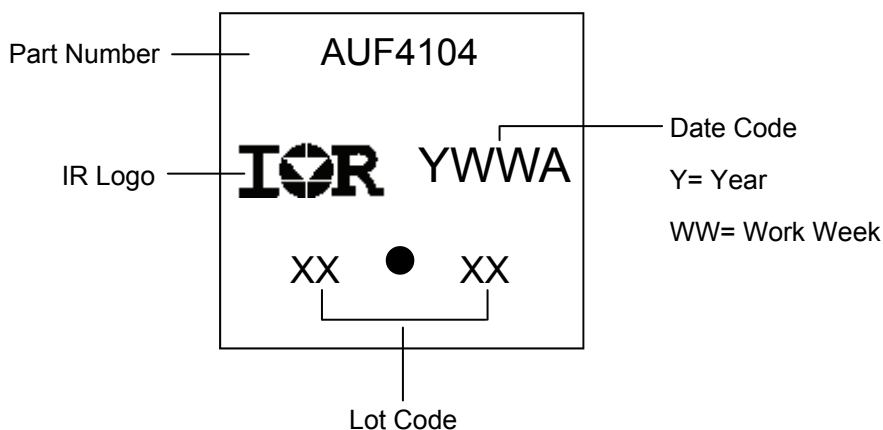 Part Number
AUF4104
IR Logo
IOR
YWWA
Date Code
Y= Year
WW= Work Week
XX
XX
Lot Code